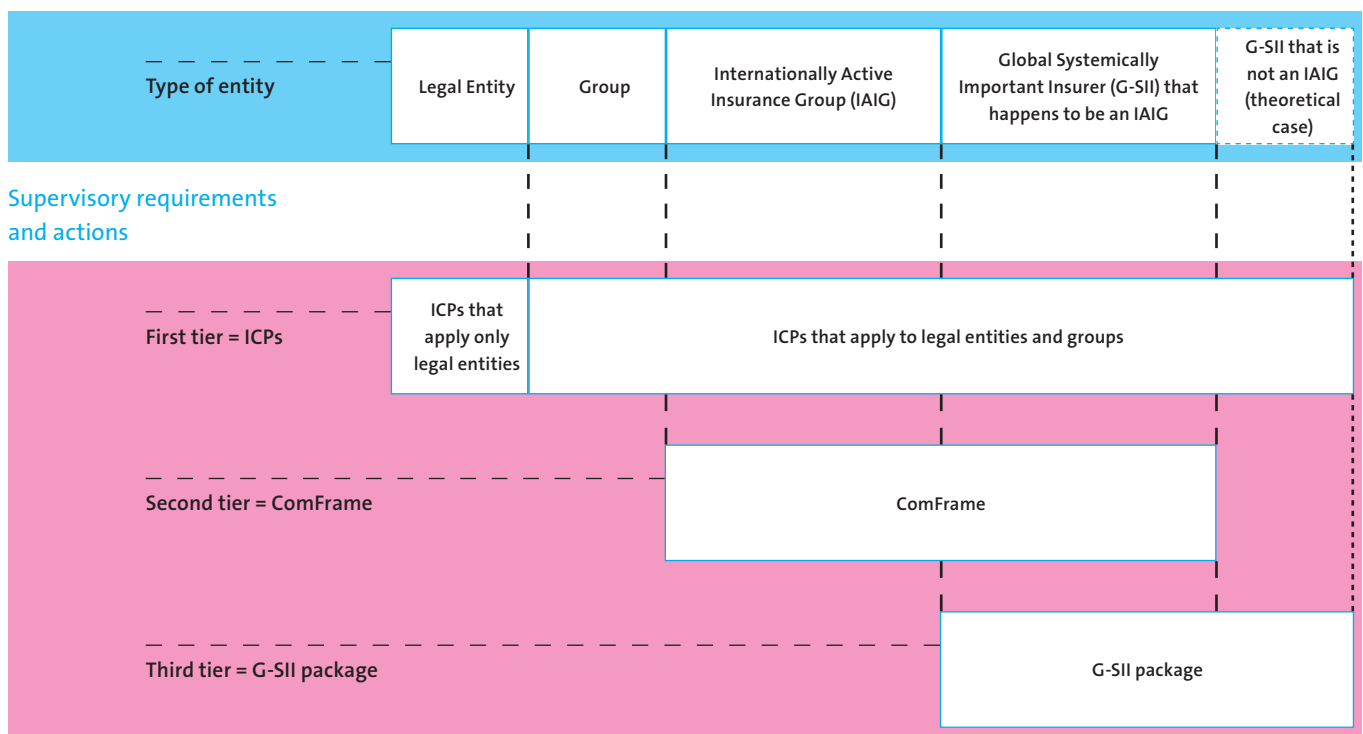 Type of entity
Legal Entity
Group
Internationally Active
Insurance Group (IAIG)
Global Systemically
Important Insurer (G-SII) that
happens to be an IAIG
G-SII that is
not an IAIG
(theoretical
case)
Supervisory requirements
and actions
First tier = ICPs
ICPs that
apply only
legal entities
ICPs that apply to legal entities and groups
Second tier = ComFrame
ComFrame
Third tier = G-SII package
G-SII package